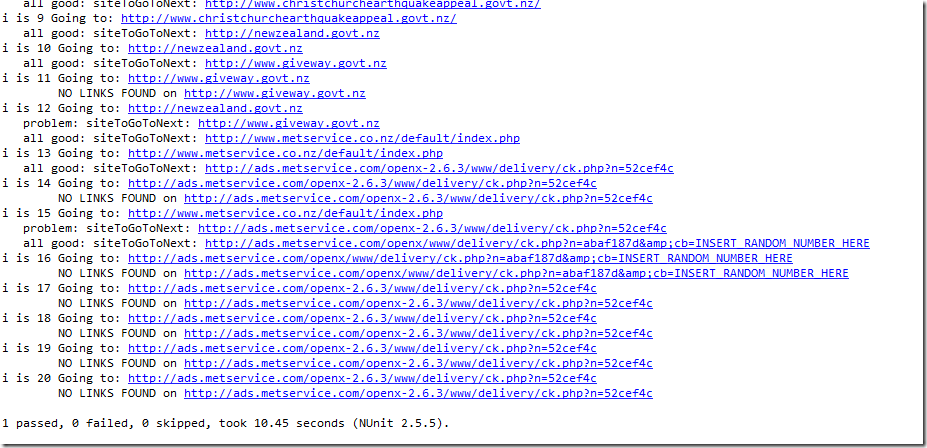 all good: siteToGoToNext: http://www.christchurchearthquakeappeal.govt.nz/
i is 9 Going to: http://www.christchurchearthquakeappeal.govt.nz/
all good: siteToGoToNext: http://newzealand.govt.nz
i is 10 Going to: http://newzealand.govt.nz
all good: siteToGoToNext: http://www.giveway.govt.nz
i is 11 Going to: http://www.giveway.govt.nz
NO LINKS FOUND on http://www.giveway.govt.nz
i is 12 Going to: http://newzealand.govt.nz
problem: siteToGoToNext: http://www.giveway.govt.nz
all good: siteToGoToNext: http://www.metservice.co.nz/default/index.php
i is 13 Going to: http://www.metservice.co.nz/default/index.php
all good: siteToGoToNext: http://ads.metservice.com/openx-2.6.3/www/delivery/ck.php?n=52cef4c
i is 14 Going to: http://ads.metservice.com/openx-2.6.3/www/delivery/ck.php?n=52cef4c
NO LINKS FOUND on http://ads.metservice.com/openx-2.6.3/www/delivery/ck.php?n=52cef4c
i is 15 Going to: http://www.metservice.co.nz/default/index.php
problem: siteToGoToNext: http://ads.metservice.com/openx-2.6.3/www/delivery/ck.php?n=52cef4c
all good: siteToGoToNext: http://ads.metservice.com/openx/www/delivery/ck.php?n=abaf187d&amp;cb=INSERT_RANDOM_NUMBER_HERE
i is 16 Going to: http://ads.metservice.com/openx/www/delivery/ck.php?n=abaf187d&amp;cb=INSERT_RANDOM_NUMBER_HERE
NO LINKS FOUND on http://ads.metservice.com/openx/www/delivery/ck.php?n=abaf187d&amp;cb=INSERT_RANDOM_NUMBER_HERE
i is 17 Going to: http://ads.metservice.com/openx-2.6.3/www/delivery/ck.php?n=52cef4c
NO LINKS FOUND on http://ads.metservice.com/openx-2.6.3/www/delivery/ck.php?n=52cef4c
i is 18 Going to: http://ads.metservice.com/openx-2.6.3/www/delivery/ck.php?n=52cef4c
NO LINKS FOUND on http://ads.metservice.com/openx-2.6.3/www/delivery/ck.php?n=52cef4c
i is 19 Going to: http://ads.metservice.com/openx-2.6.3/www/delivery/ck.php?n=52cef4c
NO LINKS FOUND on http://ads.metservice.com/openx-2.6.3/www/delivery/ck.php?n=52cef4c
i is 20 Going to: http://ads.metservice.com/openx-2.6.3/www/delivery/ck.php?n=52cef4c
NO LINKS FOUND on http://ads.metservice.com/openx-2.6.3/www/delivery/ck.php?n=52cef4c
1 passed, 0 failed, 0 skipped, took 10.45 seconds (NUnit 2.5.5).